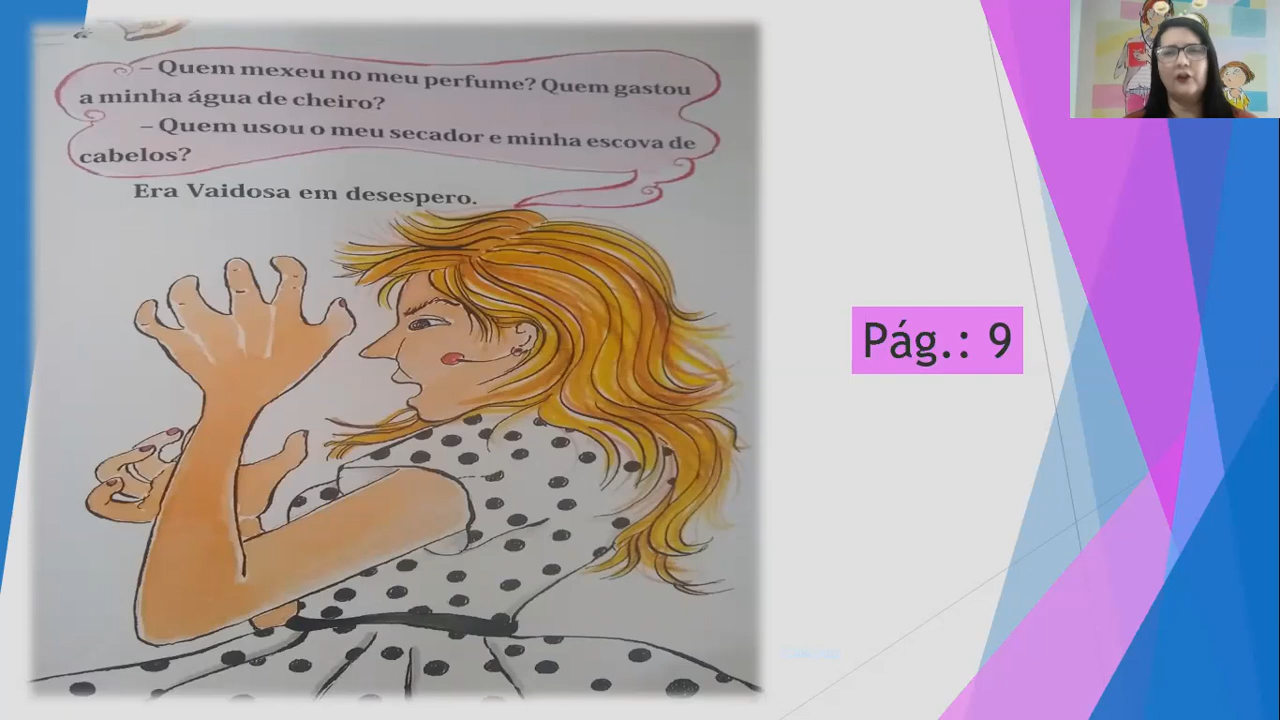 – Quem mexeu no meu perfume? Quem gastou
a minha água de cheiro?
– Quem usou o meu secador e minha escova de
cabelos?
Era Vaidosa em desespero.
Pág.: 9